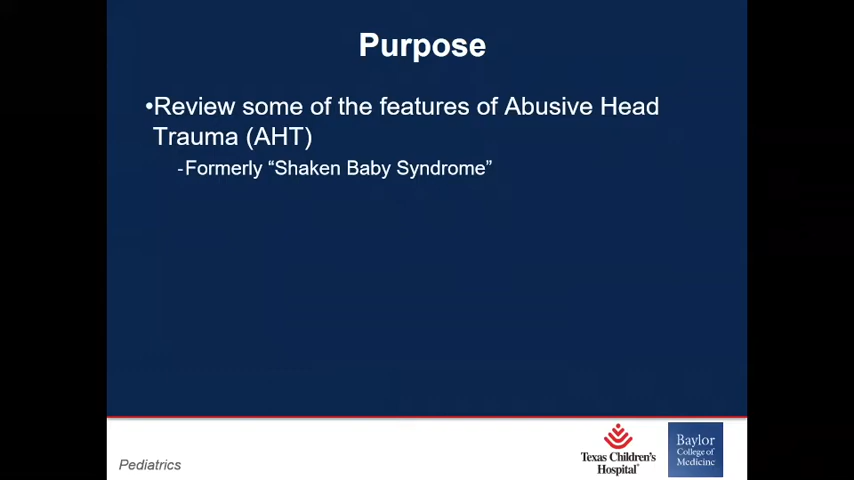 Purpose
•Review some of the features of Abusive Head
Trauma (AHT)
-Formerly “Shaken Baby Syndrome”
Pediatrics
Texas Children's
Hospital®
Baylor
College of
Medicine